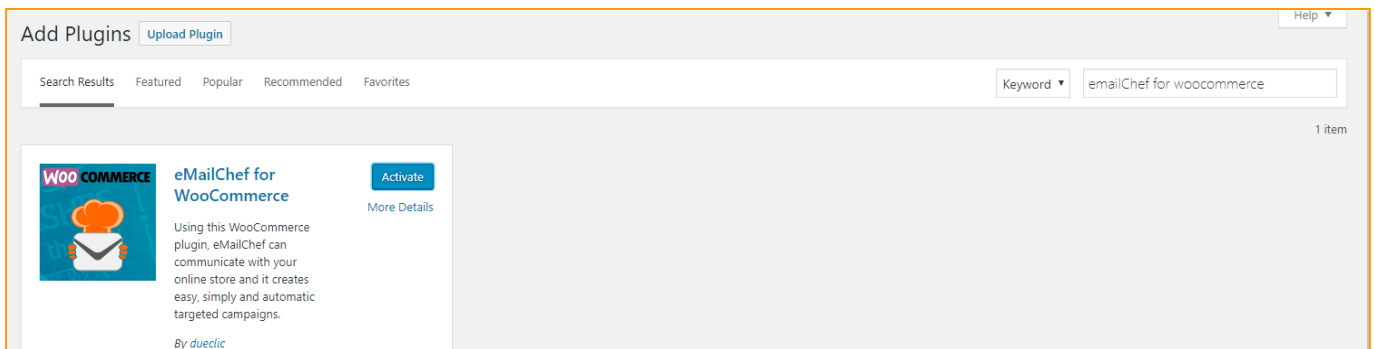 Help ▼
Add Plugins Upload Plugin
Search Results Featured Popular Recommended Favorites Keyword ▼ emailChef for woocommerce
1 item
WOO COMMERCE
eMailChef for
WooCommerce
Activate
More Details
Using this WooCommerce
plugin, eMailChef can
communicate with your
online store and it creates
easy, simply and automatic
targeted campaigns.
By dueclic